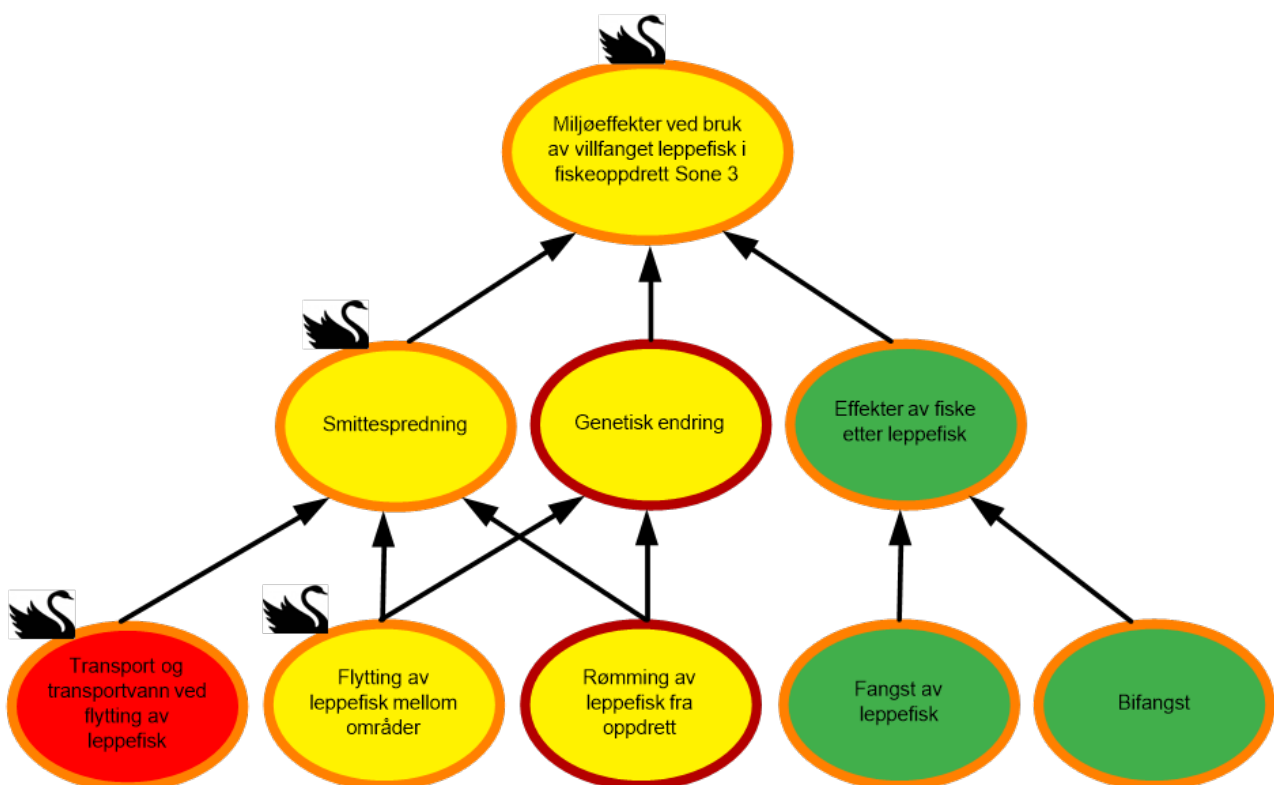 Miljøeffekter ved bruk
av villfanget leppefisk i
fiskeoppdrett Sone 3
Smittespredning
Genetisk endring
Effekter av fiske
etter leppefisk
Transport og
transportvann ved
flytting av
leppefisk
Flytting av
leppefisk mellom
områder
Rømming av
leppefisk fra
oppdrett
Fangst av
leppefisk
Bifangst